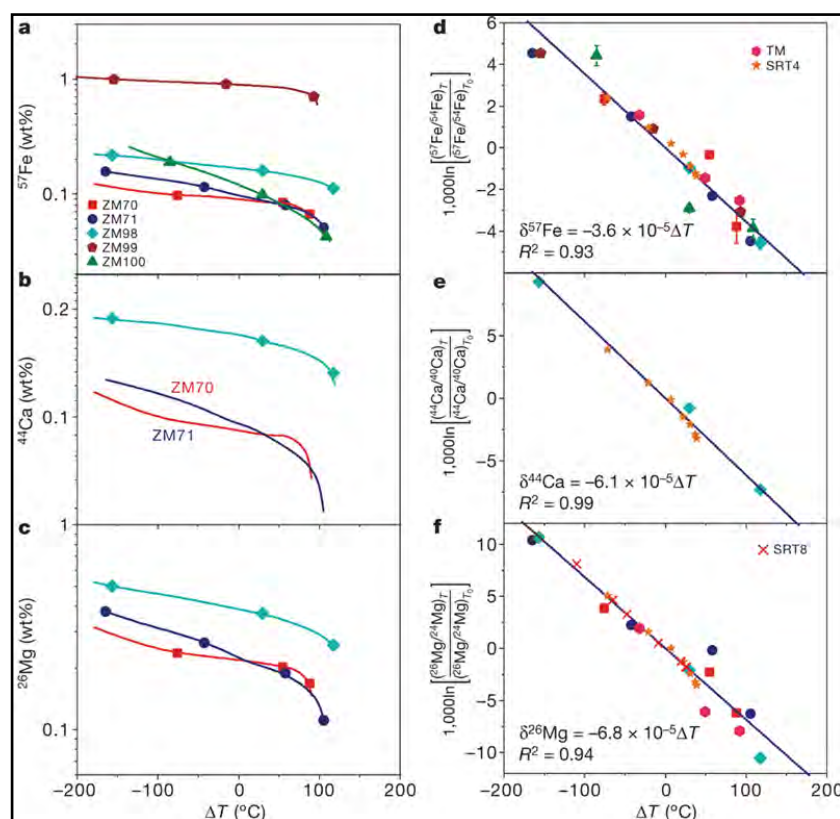 a
⁵⁷Fe (wt%)
1
0.1
ZM70
ZM71
ZM98
ZM99
ZM100
b
⁴⁴Ca (wt%)
0.2
0.1
1
ZM70
ZM71
c
²⁶Mg (wt%)
0.1
−200 −100 0 100 200
ΔT (°C)
d
1,000ln[(⁵⁷Fe/⁵⁴Fe)T / (⁵⁷Fe/⁵⁴Fe)T₀]
6
4
2
0
−2
−4
TM
SRT4
δ⁵⁷Fe = −3.6 × 10⁻⁵ΔT
R² = 0.93
e
1,000ln[(⁴⁴Ca/⁴⁰Ca)T / (⁴⁴Ca/⁴⁰Ca)T₀]
5
0
−5
δ⁴⁴Ca = −6.1 × 10⁻⁵ΔT
R² = 0.99
f
1,000ln[(²⁶Mg/²⁴Mg)T / (²⁶Mg/²⁴Mg)T₀]
10
5
0
−5
−10
SRT8
δ²⁶Mg = −6.8 × 10⁻⁵ΔT
R² = 0.94
−200 −100 0 100 200
ΔT (°C)